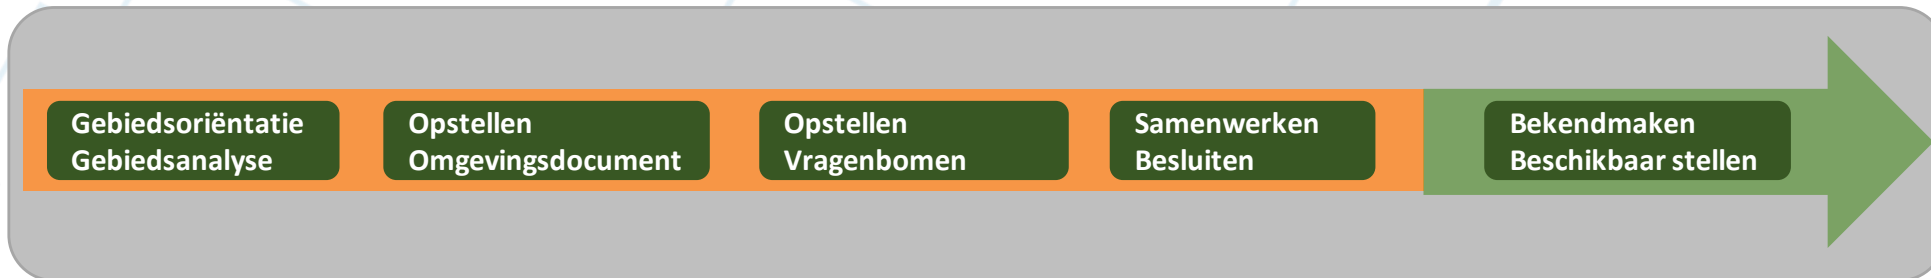 Gebiedsoriëntatie
Gebiedsanalyse
Opstellen
Omgevingsdocument
Opstellen
Vragenbomen
Samenwerken
Besluiten
Bekendmaken
Beschikbaar stellen